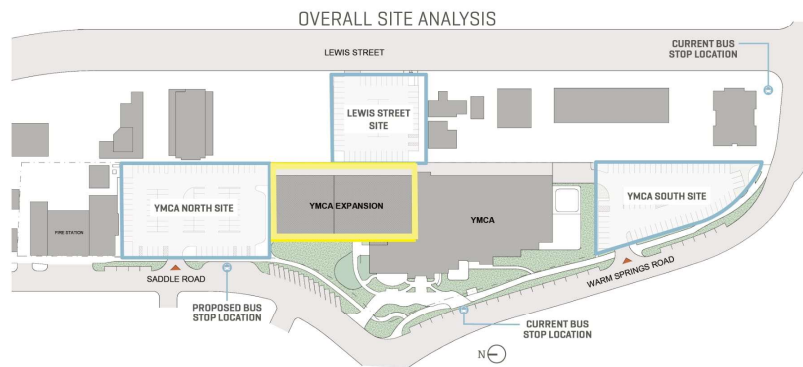 OVERALL SITE ANALYSIS
LEWIS STREET
CURRENT BUS
STOP LOCATION
LEWIS STREET
SITE
YMCA NORTH SITE
YMCA EXPANSION
YMCA
YMCA SOUTH SITE
FIRE STATION
SADDLE ROAD
WARM SPRINGS ROAD
PROPOSED BUS
STOP LOCATION
CURRENT BUS
STOP LOCATION
N